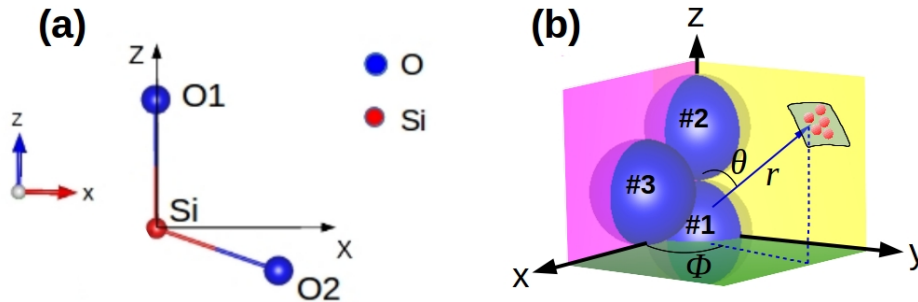 (a)
Z
O1
O
Si
z
x
Si
X
O2
(b)
z
#2
#3
θ
r
#1
x
Φ
y